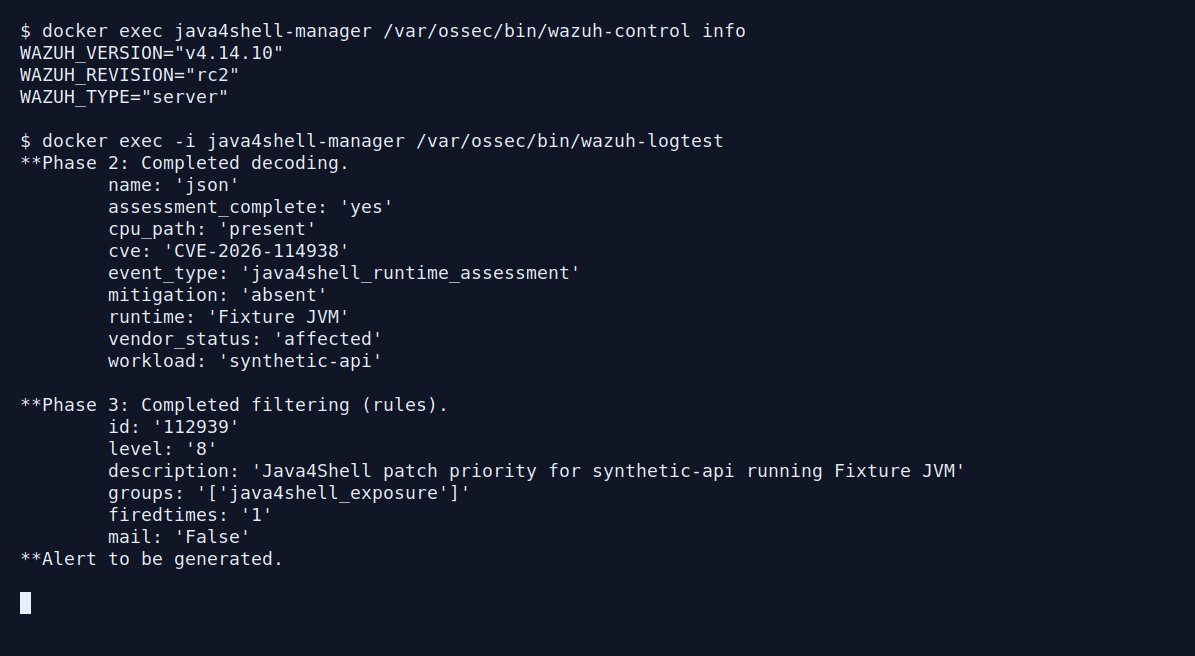 $ docker exec java4shell-manager /var/ossec/bin/wazuh-control info
WAZUH_VERSION="v4.14.10"
WAZUH_REVISION="rc2"
WAZUH_TYPE="server"
$ docker exec -i java4shell-manager /var/ossec/bin/wazuh-logtest
**Phase 2: Completed decoding.
name: 'json'
assessment_complete: 'yes'
cpu_path: 'present'
cve: 'CVE-2026-114938'
event_type: 'java4shell_runtime_assessment'
mitigation: 'absent'
runtime: 'Fixture JVM'
vendor_status: 'affected'
workload: 'synthetic-api'
**Phase 3: Completed filtering (rules).
id: '112939'
level: '8'
description: 'Java4Shell patch priority for synthetic-api running Fixture JVM'
groups: '['java4shell_exposure']'
firedtimes: '1'
mail: 'False'
**Alert to be generated.